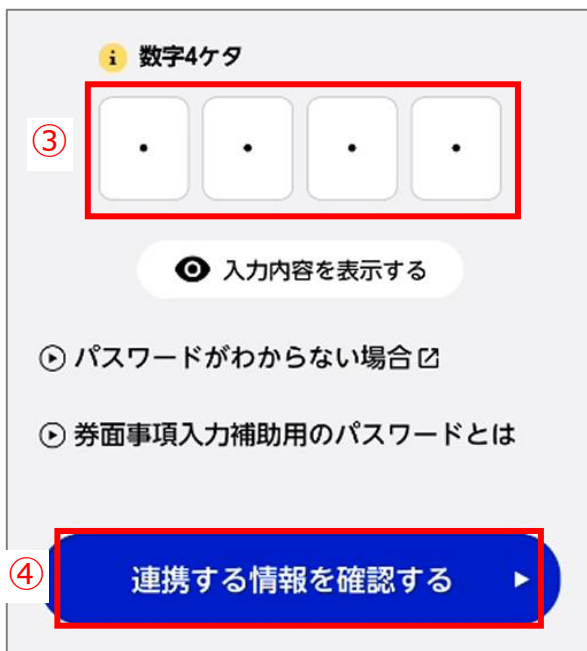 i 数字4ケタ
③
・ ・ ・ ・
入力内容を表示する
パスワードがわからない場合
券面事項入力補助用のパスワードとは
④
連携する情報を確認する